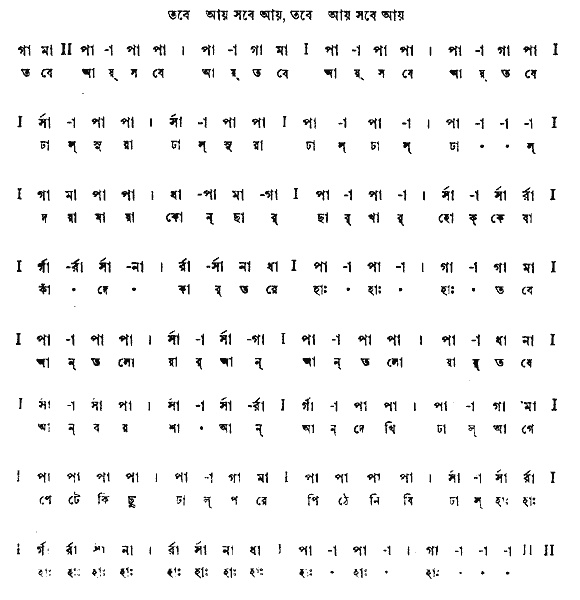 তবে আয় সবে আয়, তবে আয় সবে আয়
গা মা II পা -া পা পা । পা -া গা মা I পা -া পা পা । পা -া গা পা I
ত বে আ য়্ স বে আ য়্ ত বে আ য়্ স বে আ য়্ ত বে
I র্সা -া পা পা । র্সা -া পা পা I পা -া পা -া । পা -া -া -া I
ঢা ল্ সু রা ঢা ল্ সু রা ঢা ল্ ঢা ল্ ঢা • • ল্
I গা মা পা পা । ধা -পা মা -গা I পা -া পা -া । র্সা -া র্সা র্রা I
দ য়া মা য়া কো ন্ ছা র্ ছা র্ খা র্ হো ক্ কে বা
I র্গা -র্রা র্সা -না । র্রা -র্সা না ধা I পা -া পা -া । গা -া গা মা I
কাঁ • দে • কা র্ ত রে হাঃ • হাঃ • হাঃ • ত বে
I পা -া পা পা । র্সা -া র্সা -গা I পা -া পা পা । পা -া ধা না I
আ ন্ ত লো য়া র্ আ ন্ আ ন্ ত লো য়া র্ ত বে
I র্সা -া র্সা পা । র্সা -া র্সা -র্রা I র্গা -া পা পা । পা -া গা মা I
আ ন্ ব র শা • আ ন্ আ ন্ দে খি ঢা ল্ আ গে
I পা পা পা পা । পা -া গা মা I পা পা পা পা । র্সা -া র্সা র্রা I
পে টে কি ছু ঢা ল্ প রে পি ঠে নি বি ঢা ল্ হাঃ হাঃ
I র্গা র্রা র্সা না । র্রা র্সা না ধা I পা -া পা -া । গা -া -া -া II II
হাঃ হাঃ হাঃ হাঃ হাঃ হাঃ হাঃ হাঃ হাঃ • হাঃ • হাঃ • • •